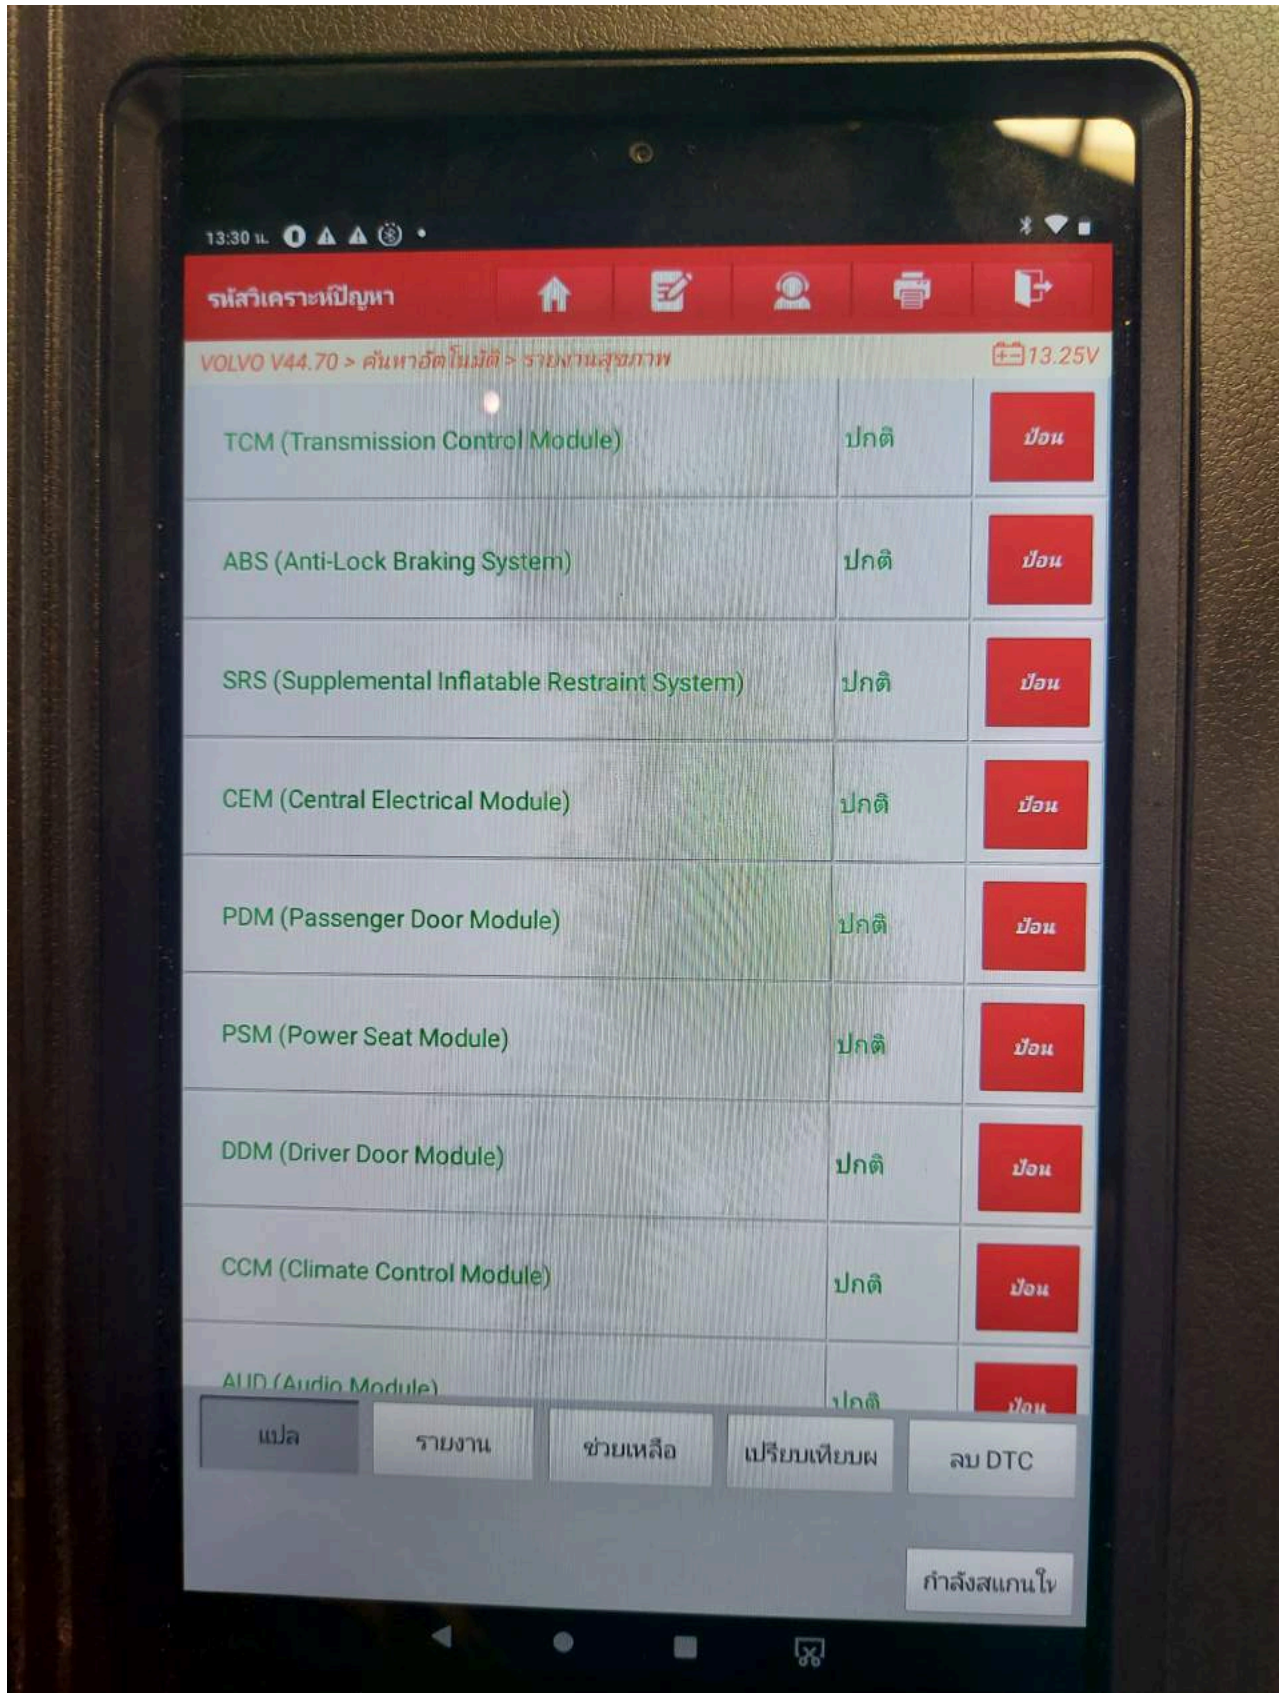 13:30 น.
รหัสวิเคราะห์ปัญหา
VOLVO V44.70 > ค้นหาอัตโนมัติ > รายงานสุขภาพ 13.25V
TCM (Transmission Control Module) ปกติ ป้อน
ABS (Anti-Lock Braking System) ปกติ ป้อน
SRS (Supplemental Inflatable Restraint System) ปกติ ป้อน
CEM (Central Electrical Module) ปกติ ป้อน
PDM (Passenger Door Module) ปกติ ป้อน
PSM (Power Seat Module) ปกติ ป้อน
DDM (Driver Door Module) ปกติ ป้อน
CCM (Climate Control Module) ปกติ ป้อน
AUD (Audio Module) ปกติ ป้อน
แปล รายงาน ช่วยเหลือ เปรียบเทียบผ ลบ DTC
กำลังสแกนให